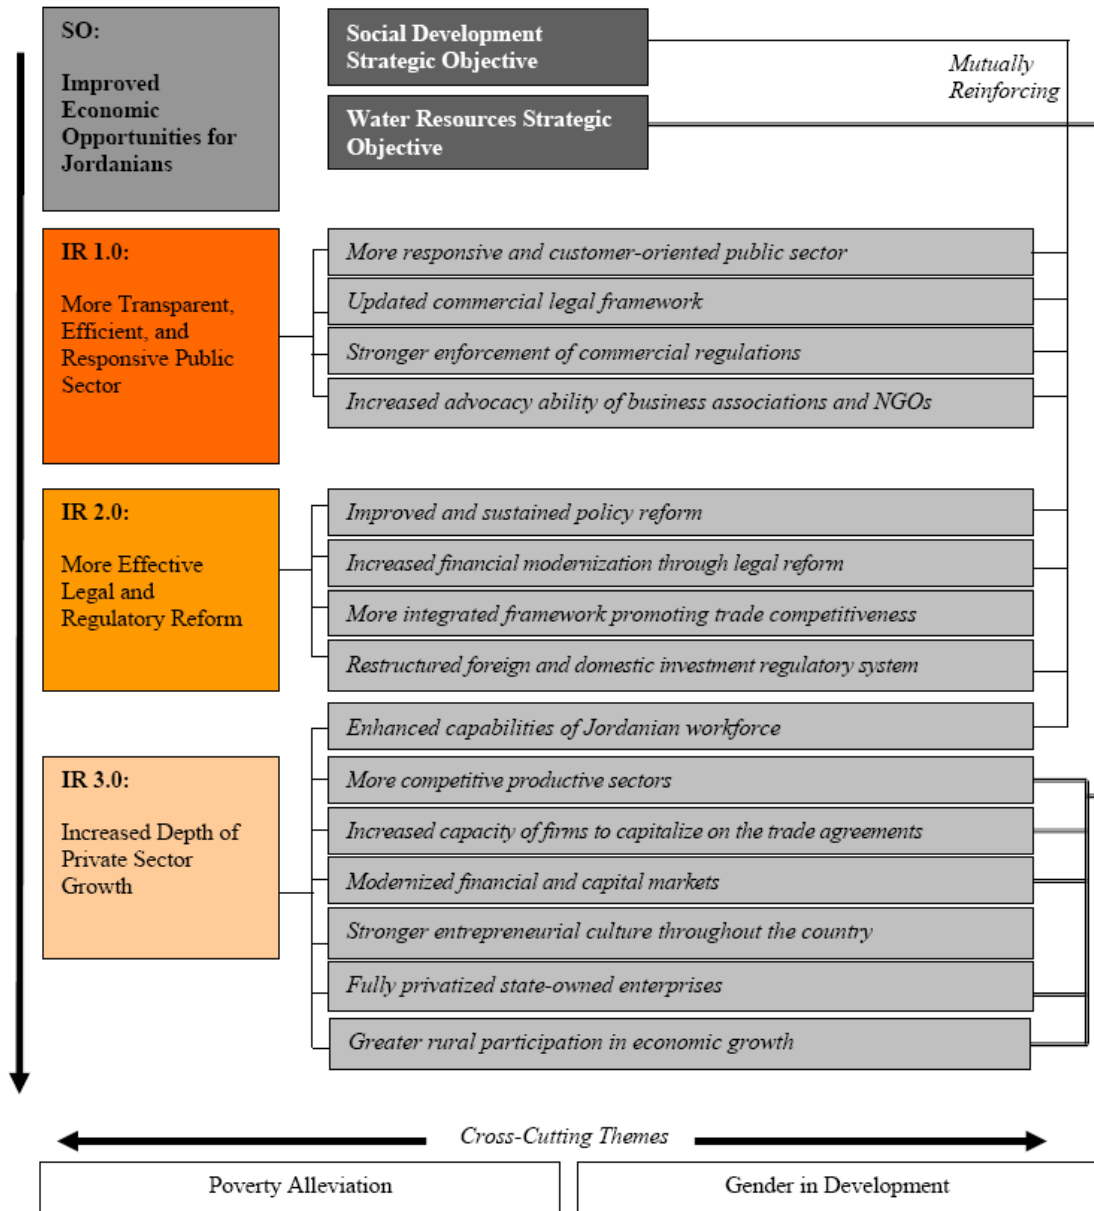 SO:
Improved
Economic
Opportunities for
Jordanians
Social Development
Strategic Objective
Water Resources Strategic
Objective
Mutually
Reinforcing
IR 1.0:
More Transparent,
Efficient, and
Responsive Public
Sector
More responsive and customer-oriented public sector
Updated commercial legal framework
Stronger enforcement of commercial regulations
Increased advocacy ability of business associations and NGOs
IR 2.0:
More Effective
Legal and
Regulatory Reform
Improved and sustained policy reform
Increased financial modernization through legal reform
More integrated framework promoting trade competitiveness
Restructured foreign and domestic investment regulatory system
IR 3.0:
Increased Depth of
Private Sector
Growth
Enhanced capabilities of Jordanian workforce
More competitive productive sectors
Increased capacity of firms to capitalize on the trade agreements
Modernized financial and capital markets
Stronger entrepreneurial culture throughout the country
Fully privatized state-owned enterprises
Greater rural participation in economic growth
Cross-Cutting Themes
Poverty Alleviation
Gender in Development